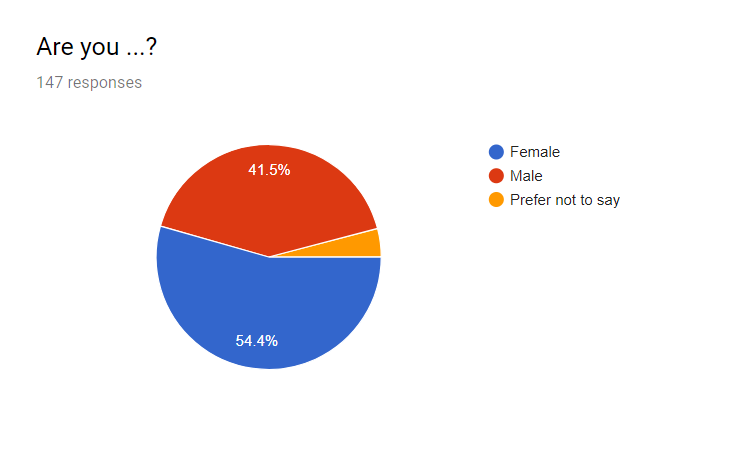 Are you ...?
147 responses
41.5%
54.4%
Female
Male
Prefer not to say